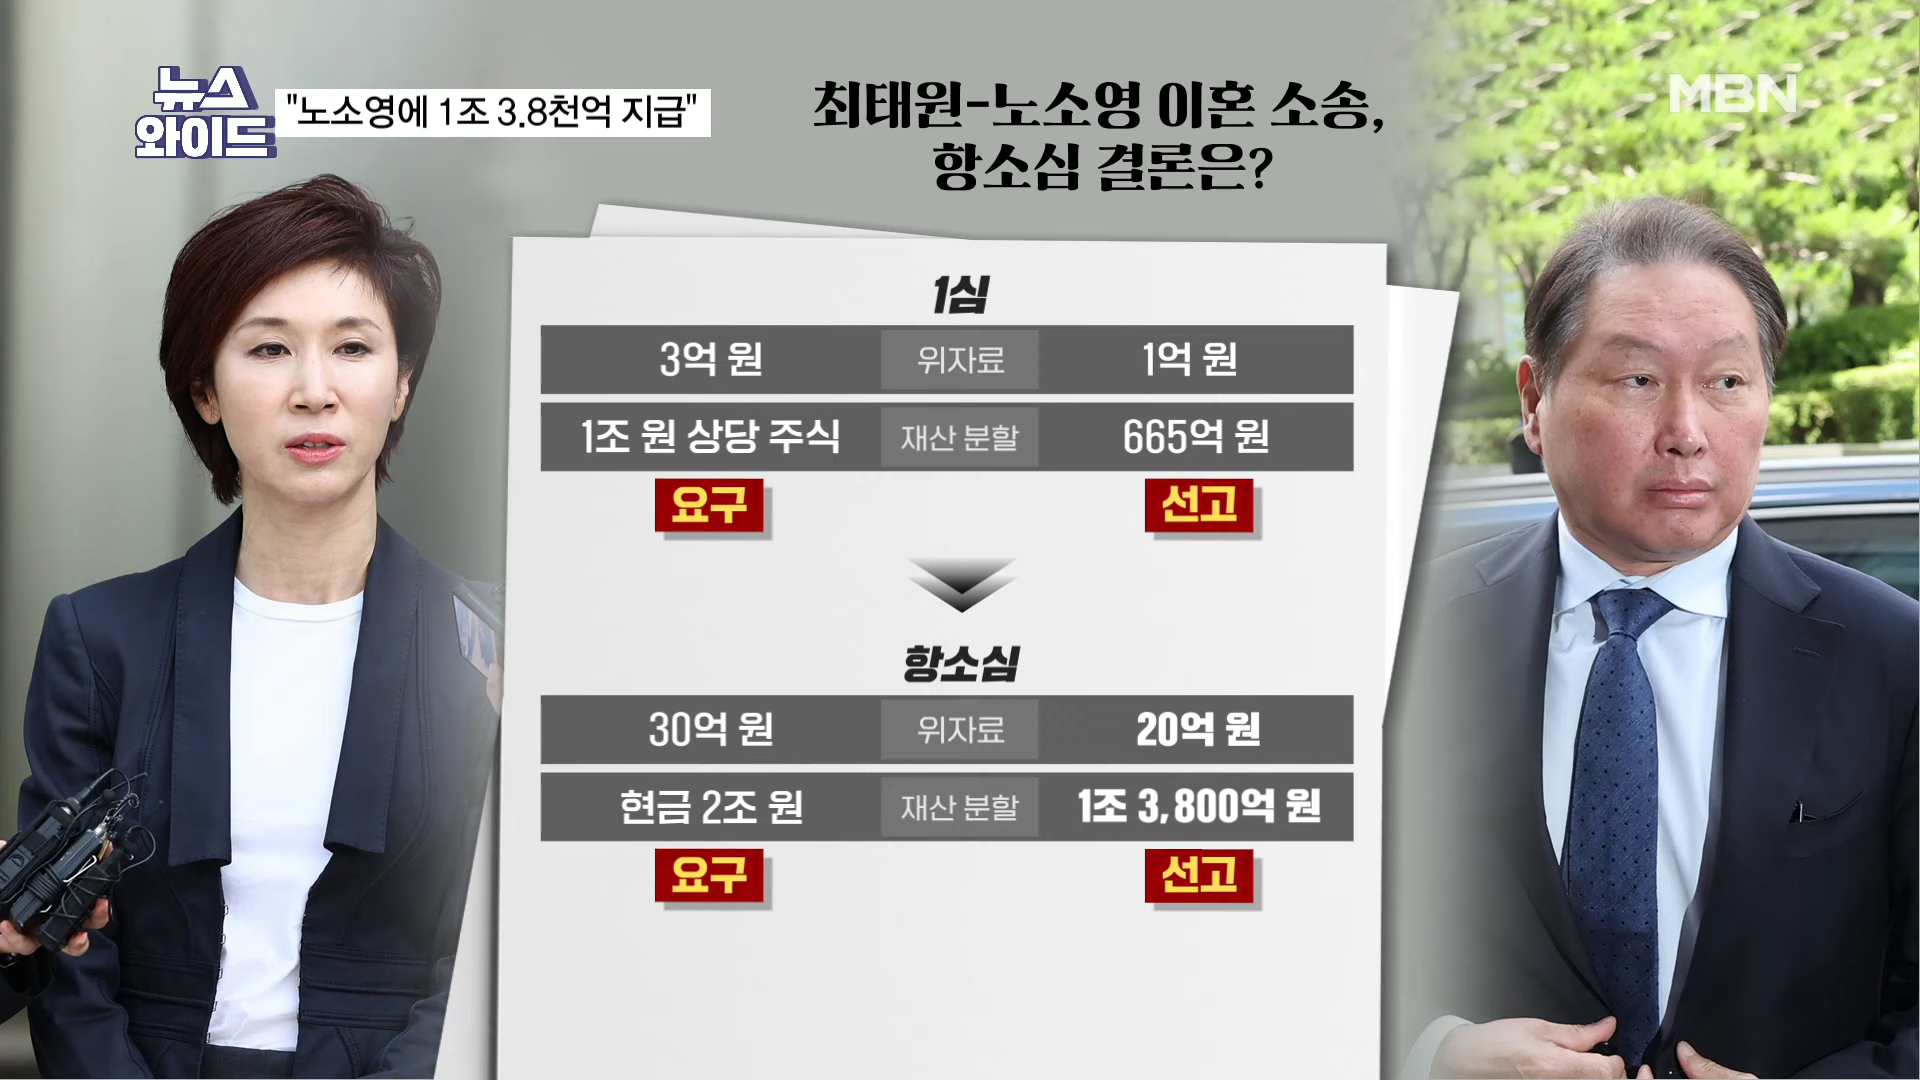 뉴스
와이드
"노소영에 1조 3.8천억 지급"
최태원-노소영 이혼 소송,
항소심 결론은?
MBN
1심
3억 원 위자료 1억 원
1조 원 상당 주식 재산 분할 665억 원
요구 선고
항소심
30억 원 위자료 20억 원
현금 2조 원 재산 분할 1조 3,800억 원
요구 선고